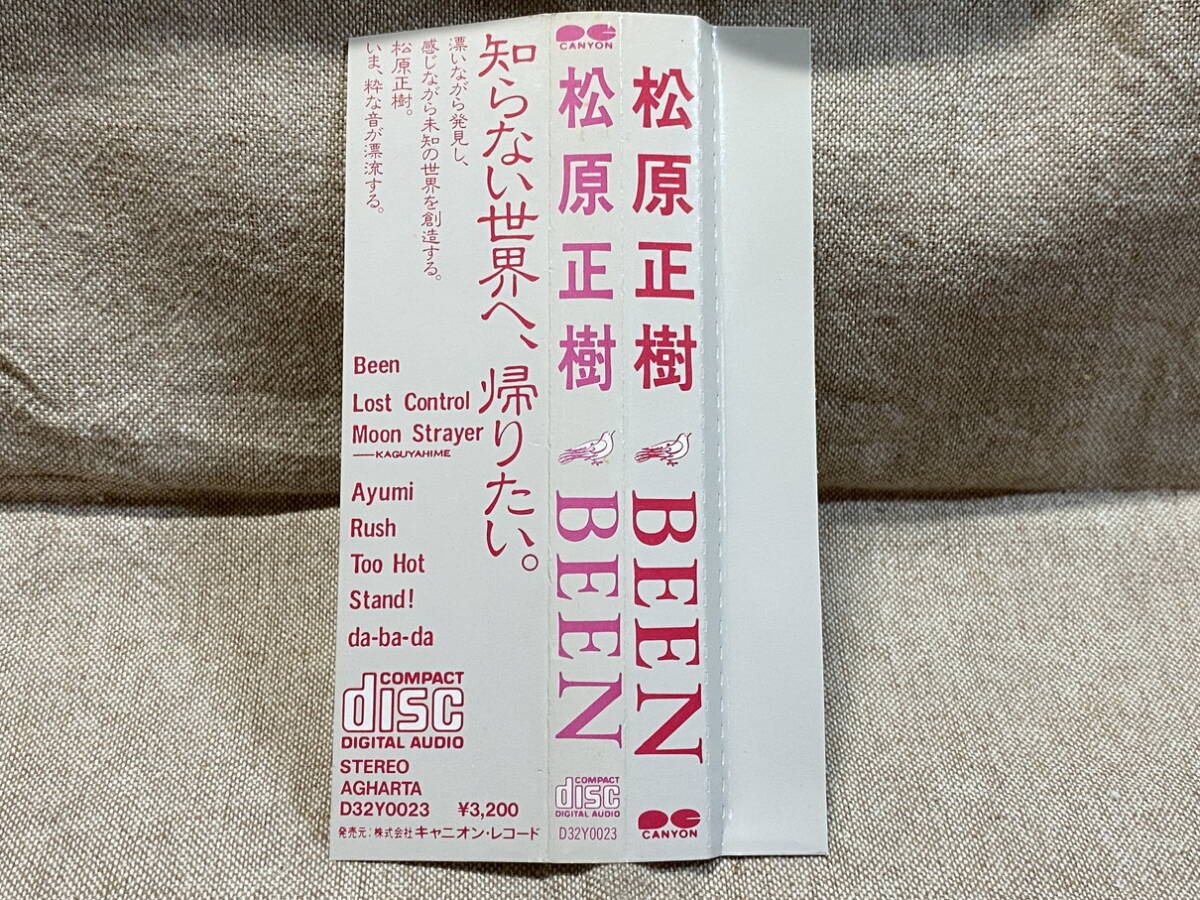 知らない世界へ、帰りたい。
漂いながら発見し、
感じながら未知の世界を創造する。
松原正樹。
いま、粋な音が漂流する。
Been
Lost Control
Moon Strayer
——KAGUYAHIME
Ayumi
Rush
Too Hot
Stand!
da-ba-da
COMPACT
disc
DIGITAL AUDIO
STEREO
AGHARTA
D32Y0023 ¥3,200
発売元:株式会社キャニオン・レコード
CANYON
松原正樹
BEEN
COMPACT
disc
DIGITAL AUDIO
D32Y0023
松原正樹
BEEN
CANYON